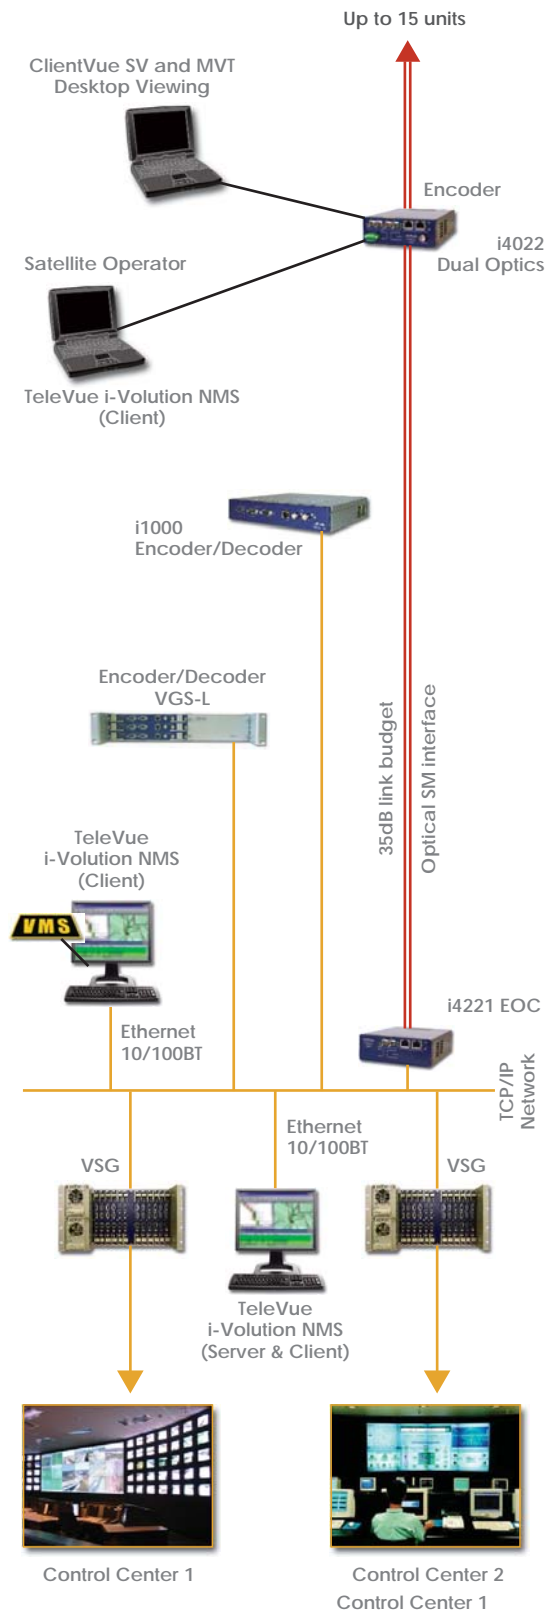 Up to 15 units
ClientVue SV and MVT
Desktop Viewing
Encoder
i4022
Dual Optics
Satellite Operator
TeleVue i-Volution NMS
(Client)
i1000
Encoder/Decoder
Encoder/Decoder
VGS-L
35dB link budget
Optical SM interface
TeleVue
i-Volution NMS
(Client)
VMS
i4221 EOC
Ethernet
10/100BT
TCP/IP
Network
Ethernet
10/100BT
VSG
VSG
TeleVue
i-Volution NMS
(Server & Client)
Control Center 1
Control Center 2
Control Center 1